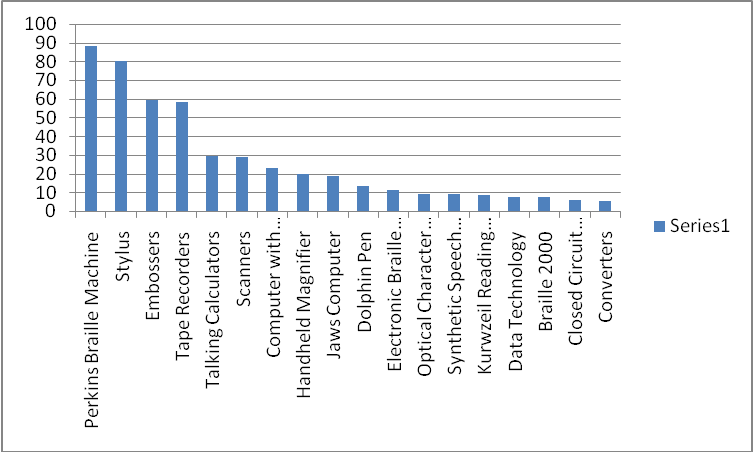 100
90
80
70
60
50
40
30
20
10
0
Perkins Braille Machine
Stylus
Embossers
Tape Recorders
Talking Calculators
Scanners
Computer with...
Handheld Magnifier
Jaws Computer
Dolphin Pen
Electronic Braille...
Optical Character...
Synthetic Speech...
Kurwzeil Reading...
Data Technology
Braille 2000
Closed Circuit...
Converters
Series1